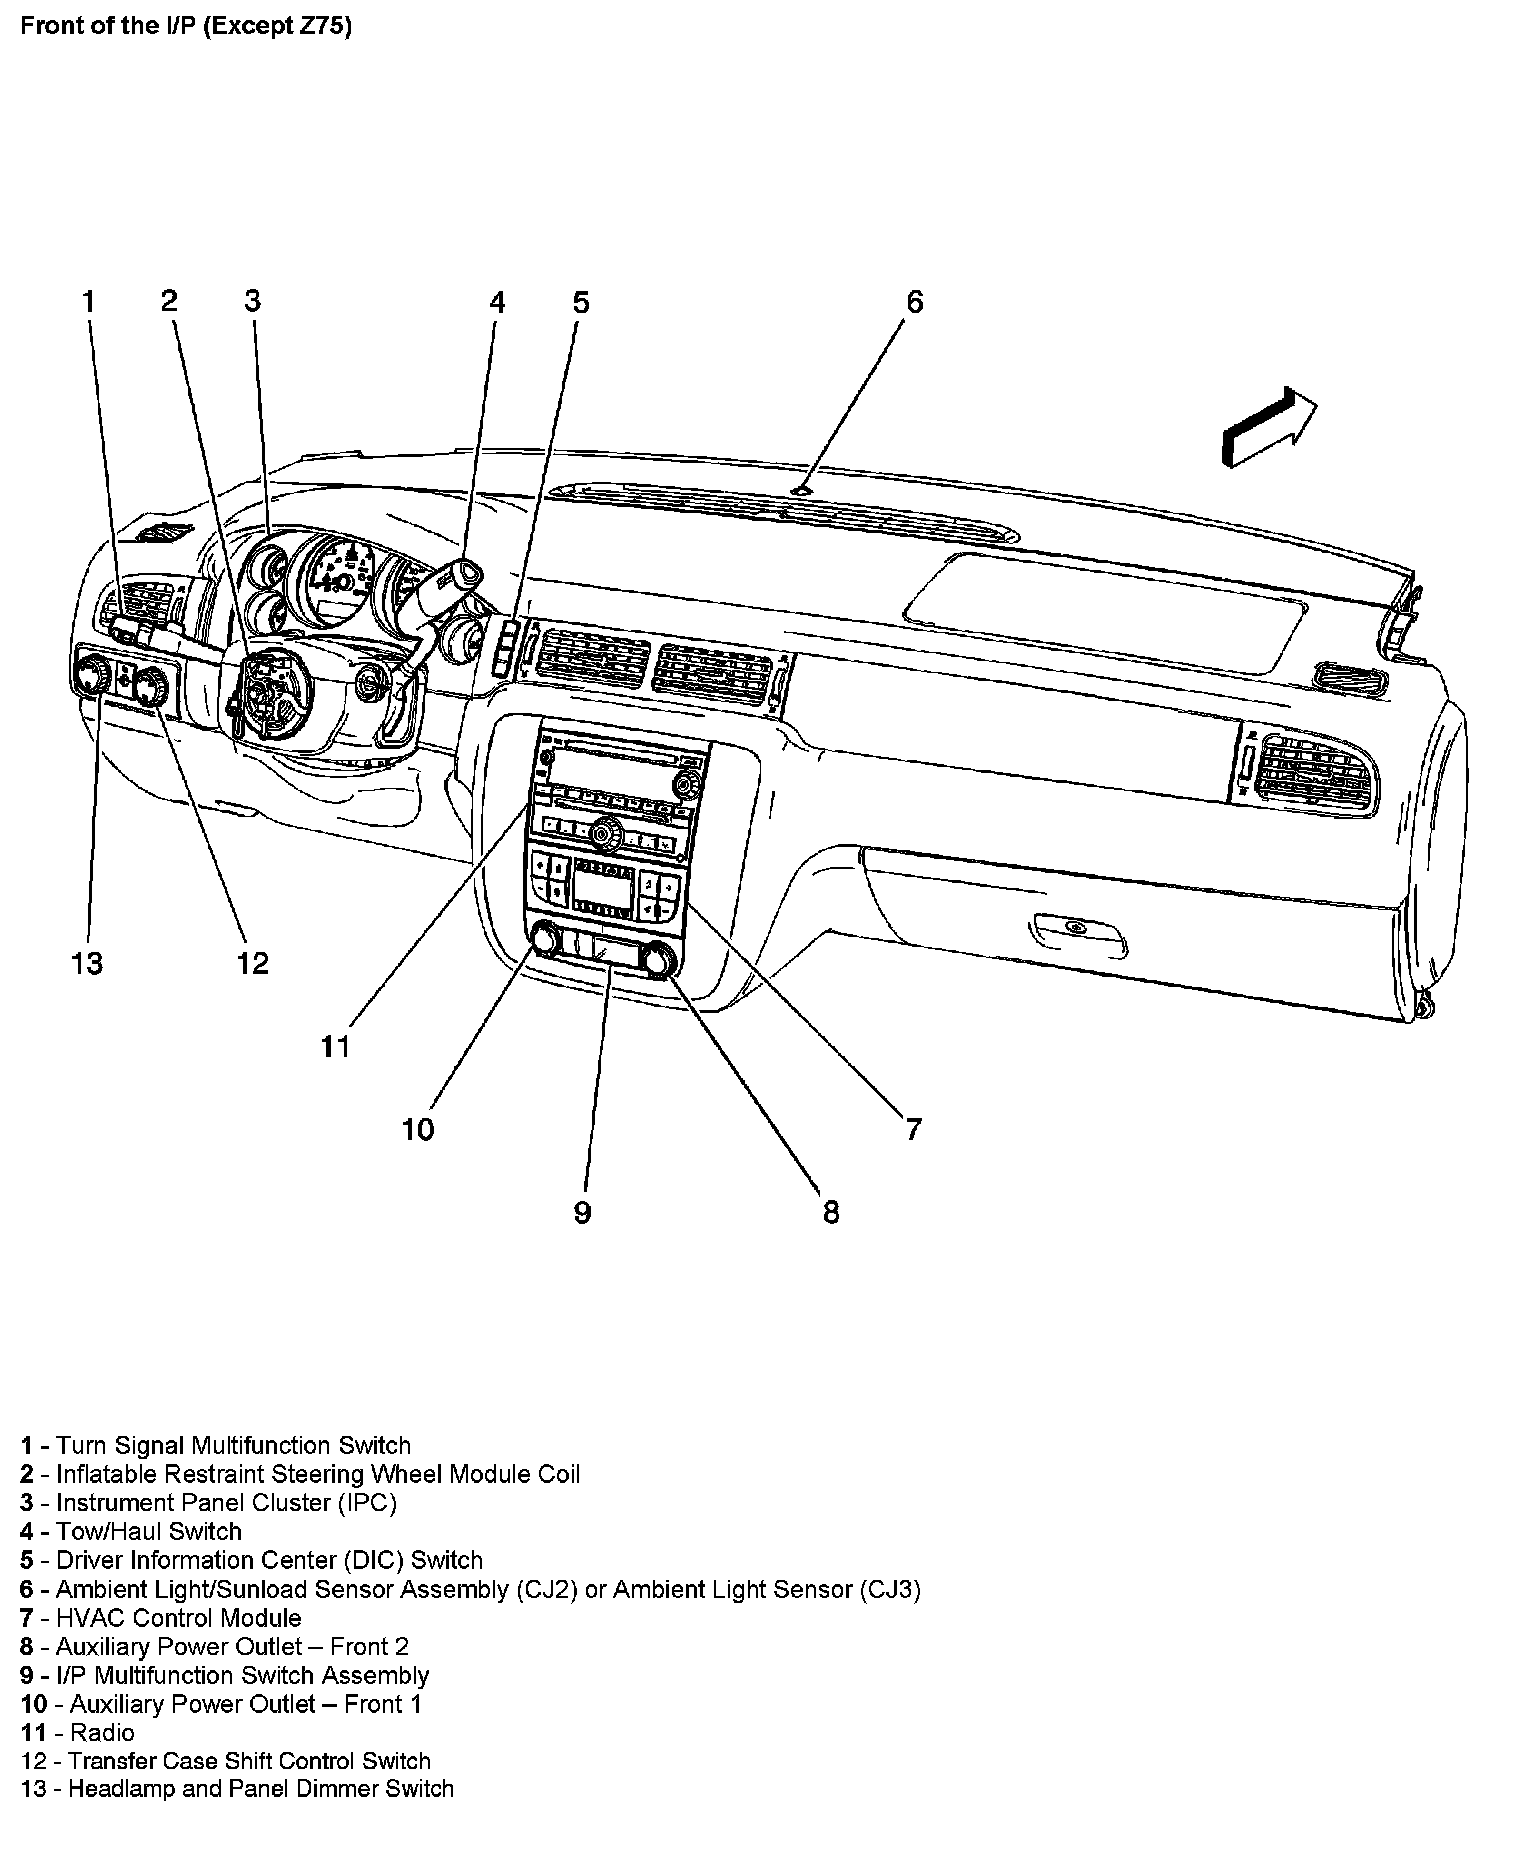 Front of the I/P (Except Z75)
1 2 3 4 5 6
13 12
11
10 7
9 8
1 - Turn Signal Multifunction Switch
2 - Inflatable Restraint Steering Wheel Module Coil
3 - Instrument Panel Cluster (IPC)
4 - Tow/Haul Switch
5 - Driver Information Center (DIC) Switch
6 - Ambient Light/Sunload Sensor Assembly (CJ2) or Ambient Light Sensor (CJ3)
7 - HVAC Control Module
8 - Auxiliary Power Outlet – Front 2
9 - I/P Multifunction Switch Assembly
10 - Auxiliary Power Outlet – Front 1
11 - Radio
12 - Transfer Case Shift Control Switch
13 - Headlamp and Panel Dimmer Switch